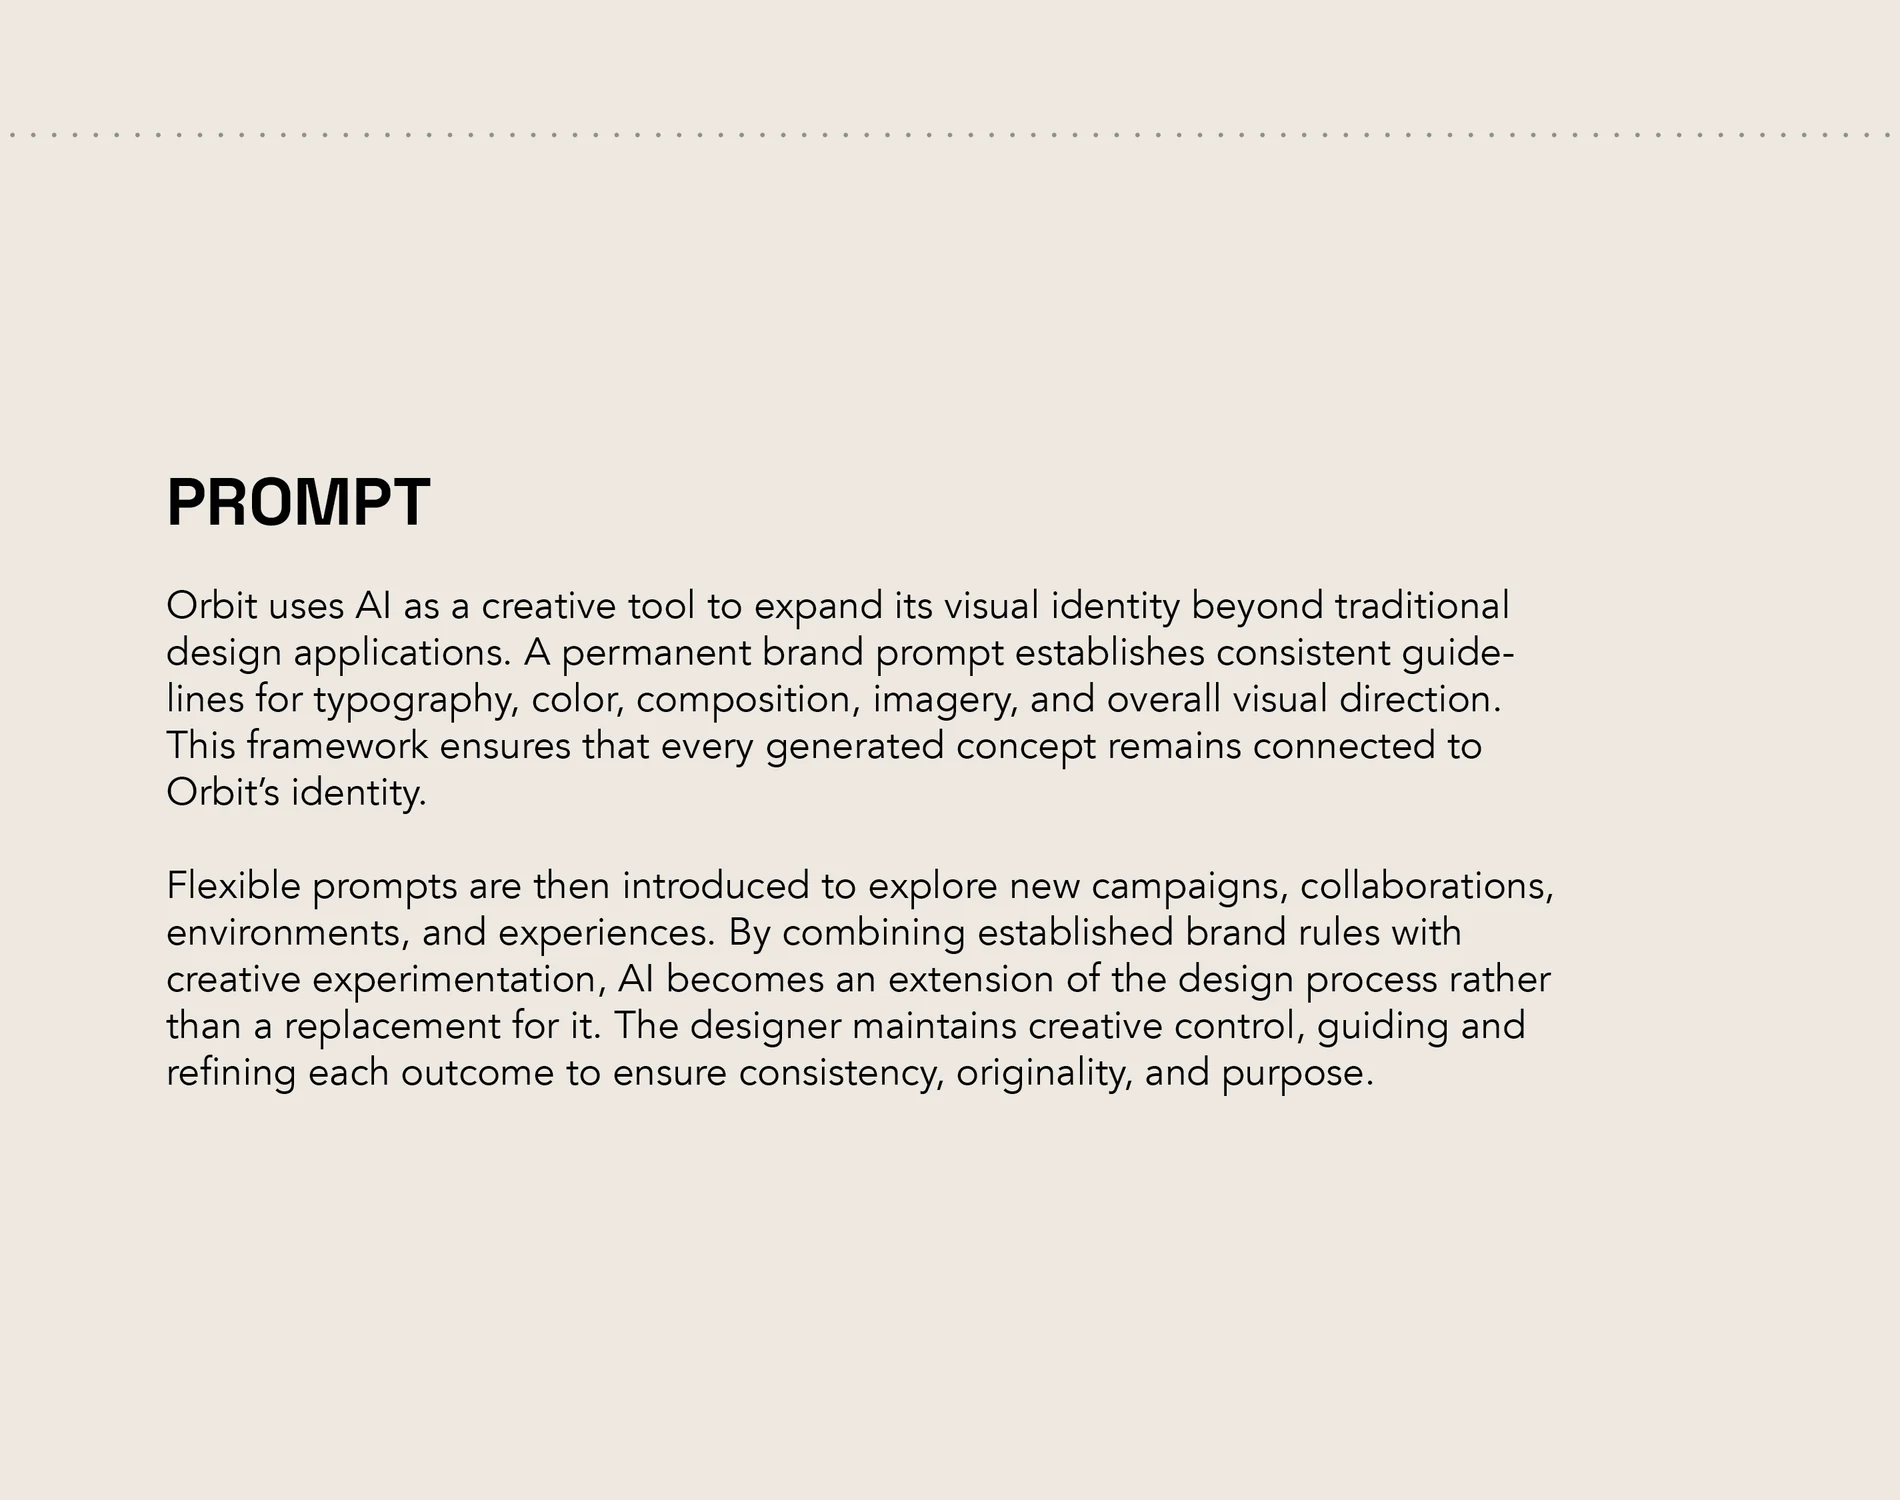 PROMPT
Orbit uses AI as a creative tool to expand its visual identity beyond traditional
design applications. A permanent brand prompt establishes consistent guide-
lines for typography, color, composition, imagery, and overall visual direction.
This framework ensures that every generated concept remains connected to
Orbit’s identity.
Flexible prompts are then introduced to explore new campaigns, collaborations,
environments, and experiences. By combining established brand rules with
creative experimentation, AI becomes an extension of the design process rather
than a replacement for it. The designer maintains creative control, guiding and
refining each outcome to ensure consistency, originality, and purpose.